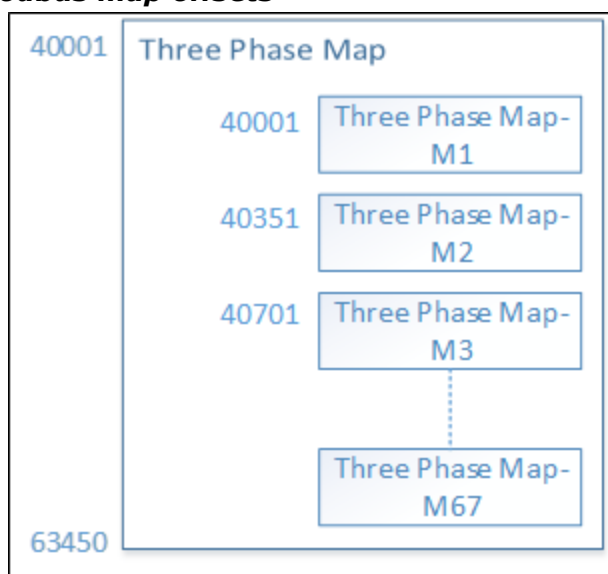 40001 Three Phase Map
40001 Three Phase Map-
M1
40351 Three Phase Map-
M2
40701 Three Phase Map-
M3
Three Phase Map-
M67
63450